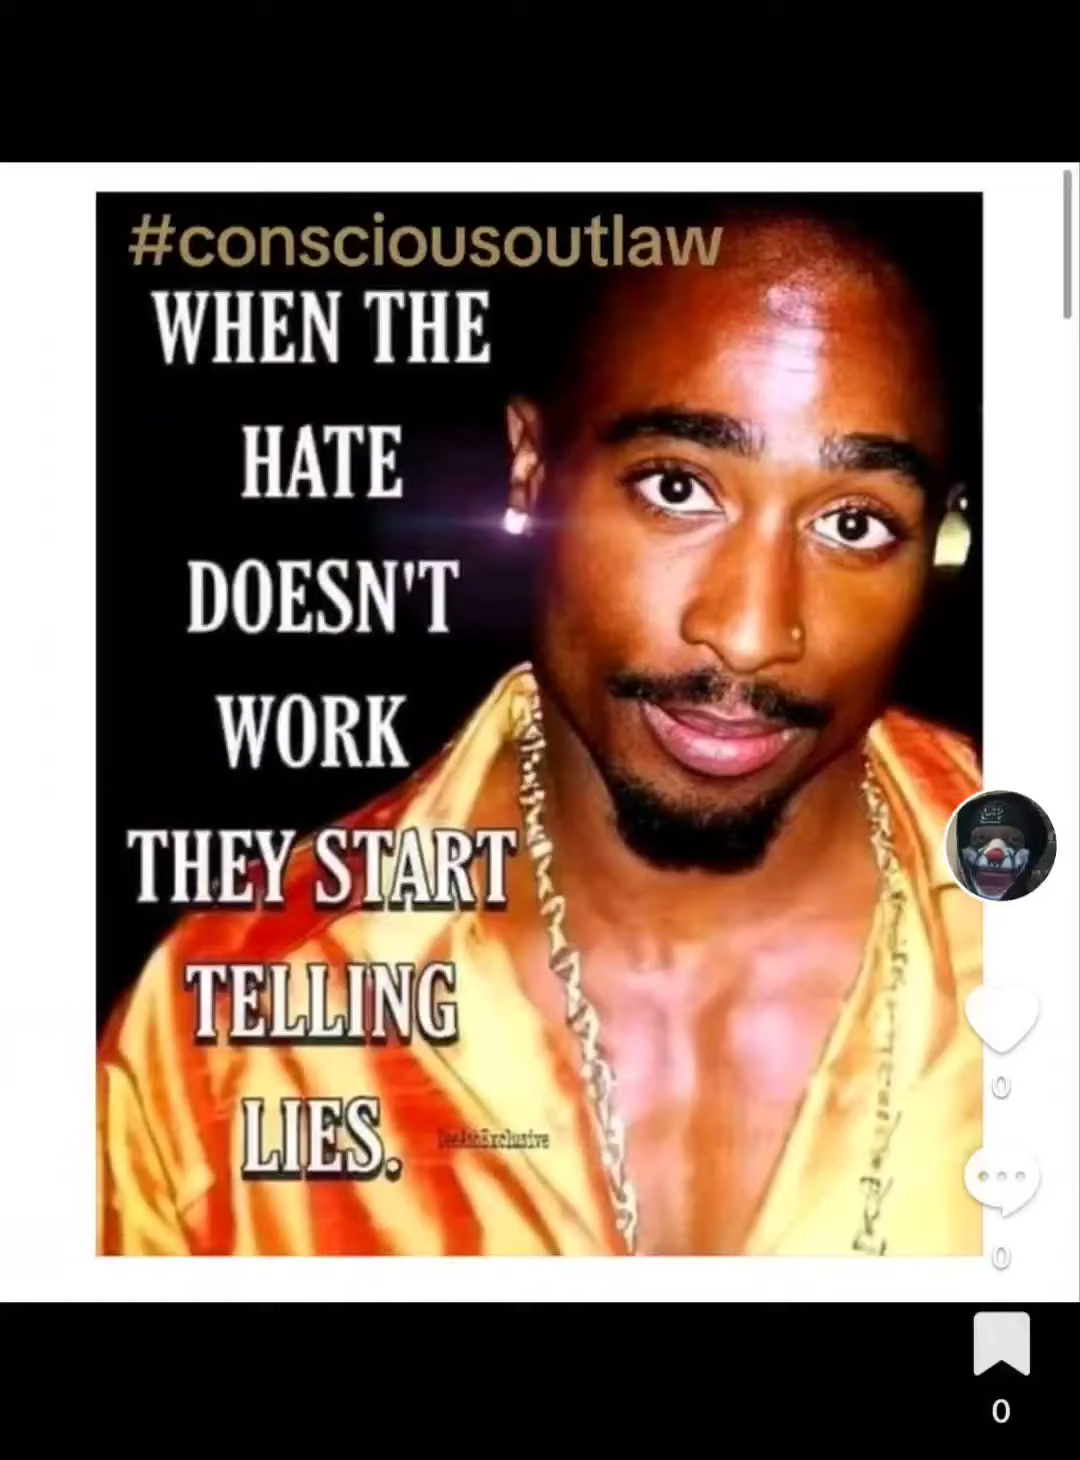 #consciousoutlaw
WHEN THE
HATE
DOESN'T
WORK
THEY START
TELLING
LIES.
0
0
0